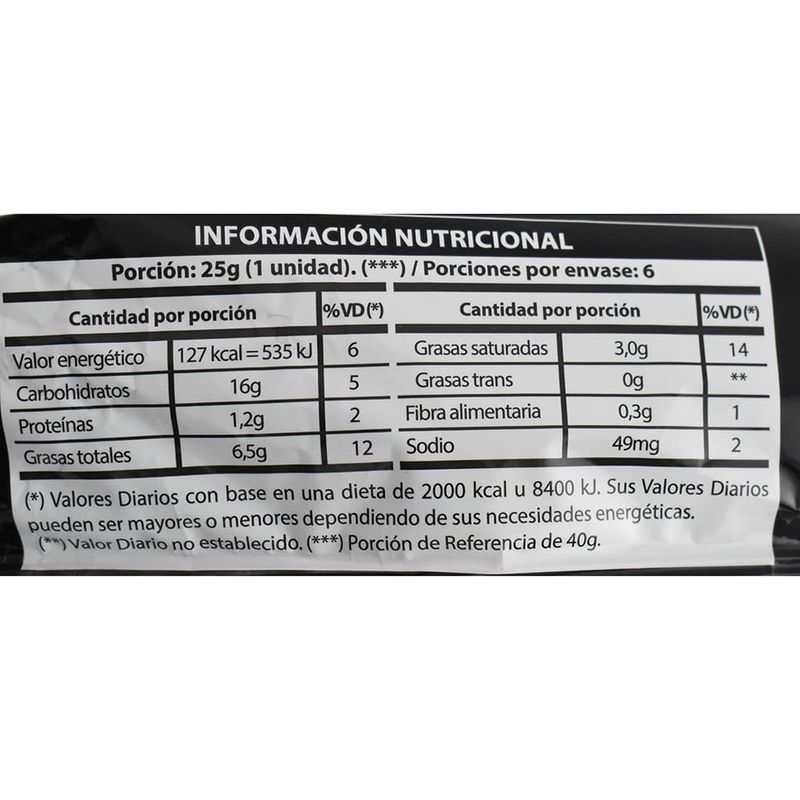 INFORMACIÓN NUTRICIONAL
Porción: 25g (1 unidad). (***) / Porciones por envase: 6
Cantidad por porción %VD(*) Cantidad por porción %VD(*)
Valor energético 127 kcal = 535 kJ 6 Grasas saturadas 3,0g 14
Carbohidratos 16g 5 Grasas trans 0g **
Proteínas 1,2g 2 Fibra alimentaria 0,3g 1
Grasas totales 6,5g 12 Sodio 49mg 2
(*) Valores Diarios con base en una dieta de 2000 kcal u 8400 kJ. Sus Valores Diarios
pueden ser mayores o menores dependiendo de sus necesidades energéticas.
(**) Valor Diario no establecido. (***) Porción de Referencia de 40g.